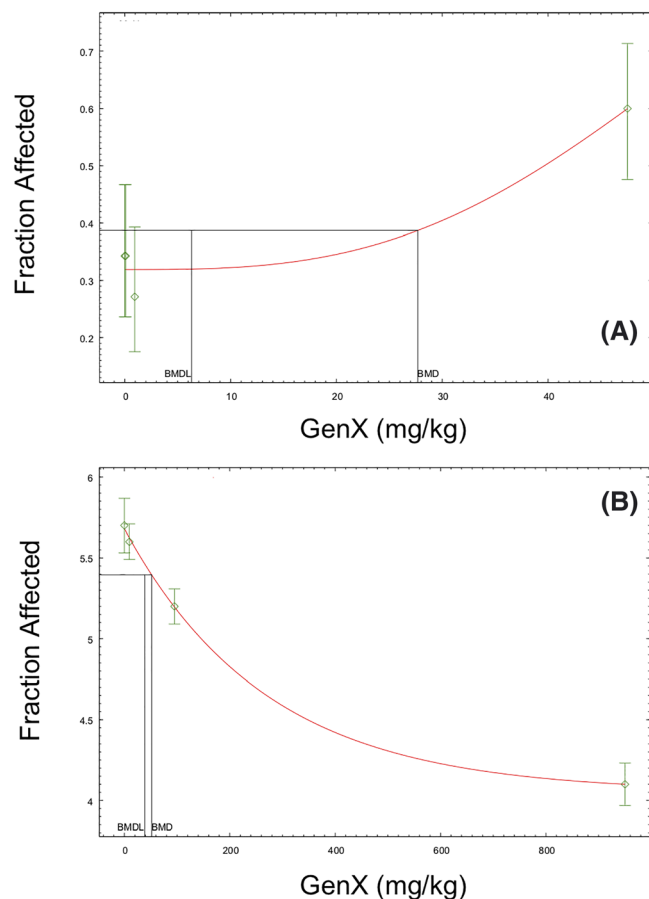 0.7
0.6
0.5
0.4
0.3
0.2
Fraction Affected
(A)
BMDL
BMD
0
10
20
30
40
GenX (mg/kg)
6
5.5
5
4.5
4
Fraction Affected
(B)
BMDL
BMD
0
200
400
600
800
GenX (mg/kg)